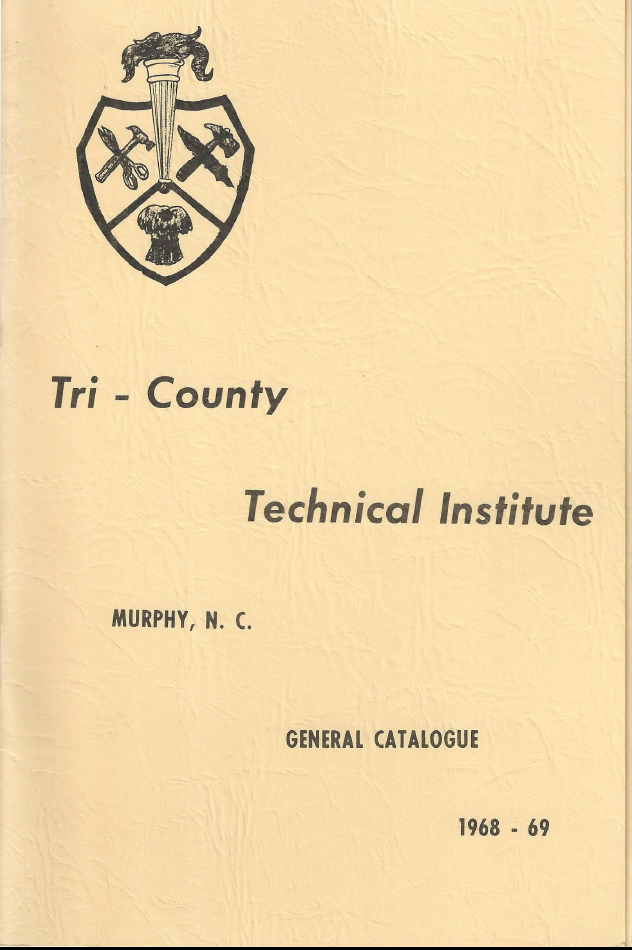 Tri - County
Technical Institute
MURPHY, N. C.
GENERAL CATALOGUE
1968 - 69